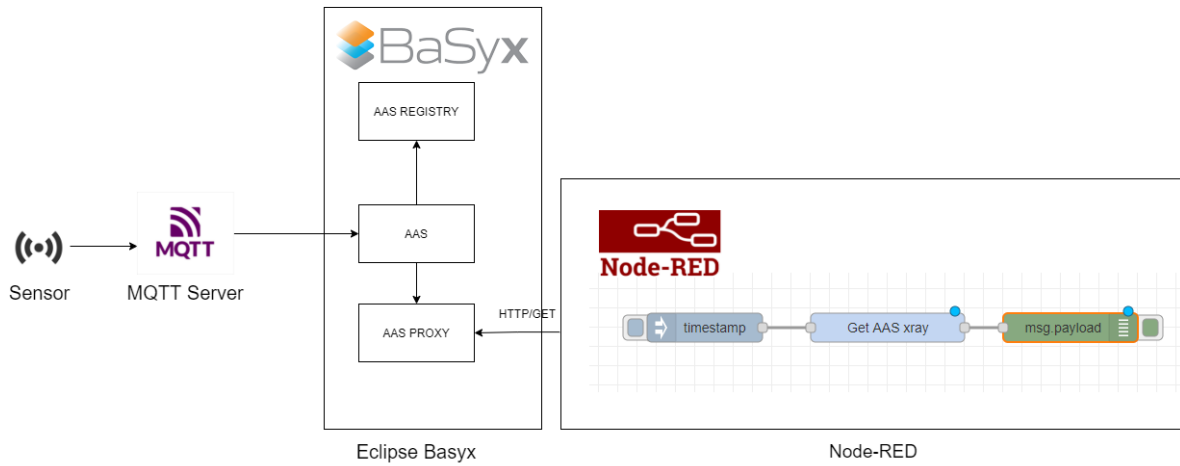 BaSyx
AAS REGISTRY
AAS
AAS PROXY
MQTT
Sensor
MQTT Server
HTTP/GET
Node-RED
timestamp
Get AAS xray
msg.payload
Eclipse Basyx
Node-RED